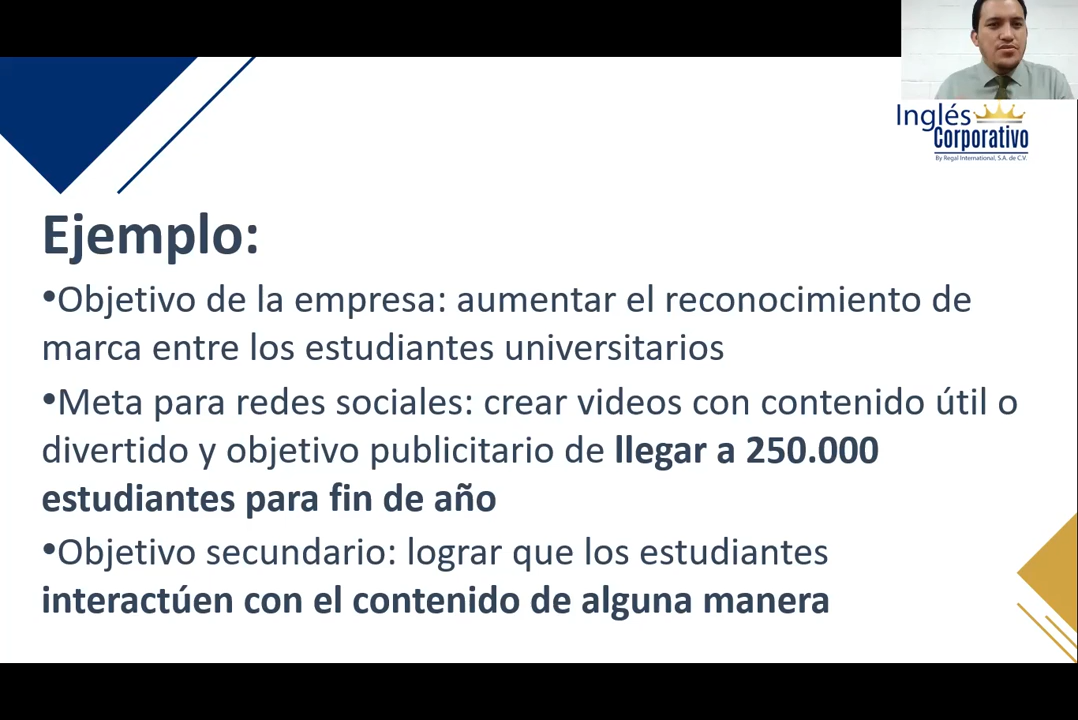 Inglés
Corporativo
By Regal International, S.A. de C.V.
Ejemplo:
•Objetivo de la empresa: aumentar el reconocimiento de
marca entre los estudiantes universitarios
•Meta para redes sociales: crear videos con contenido útil o
divertido y objetivo publicitario de llegar a 250.000
estudiantes para fin de año
•Objetivo secundario: lograr que los estudiantes
interactúen con el contenido de alguna manera